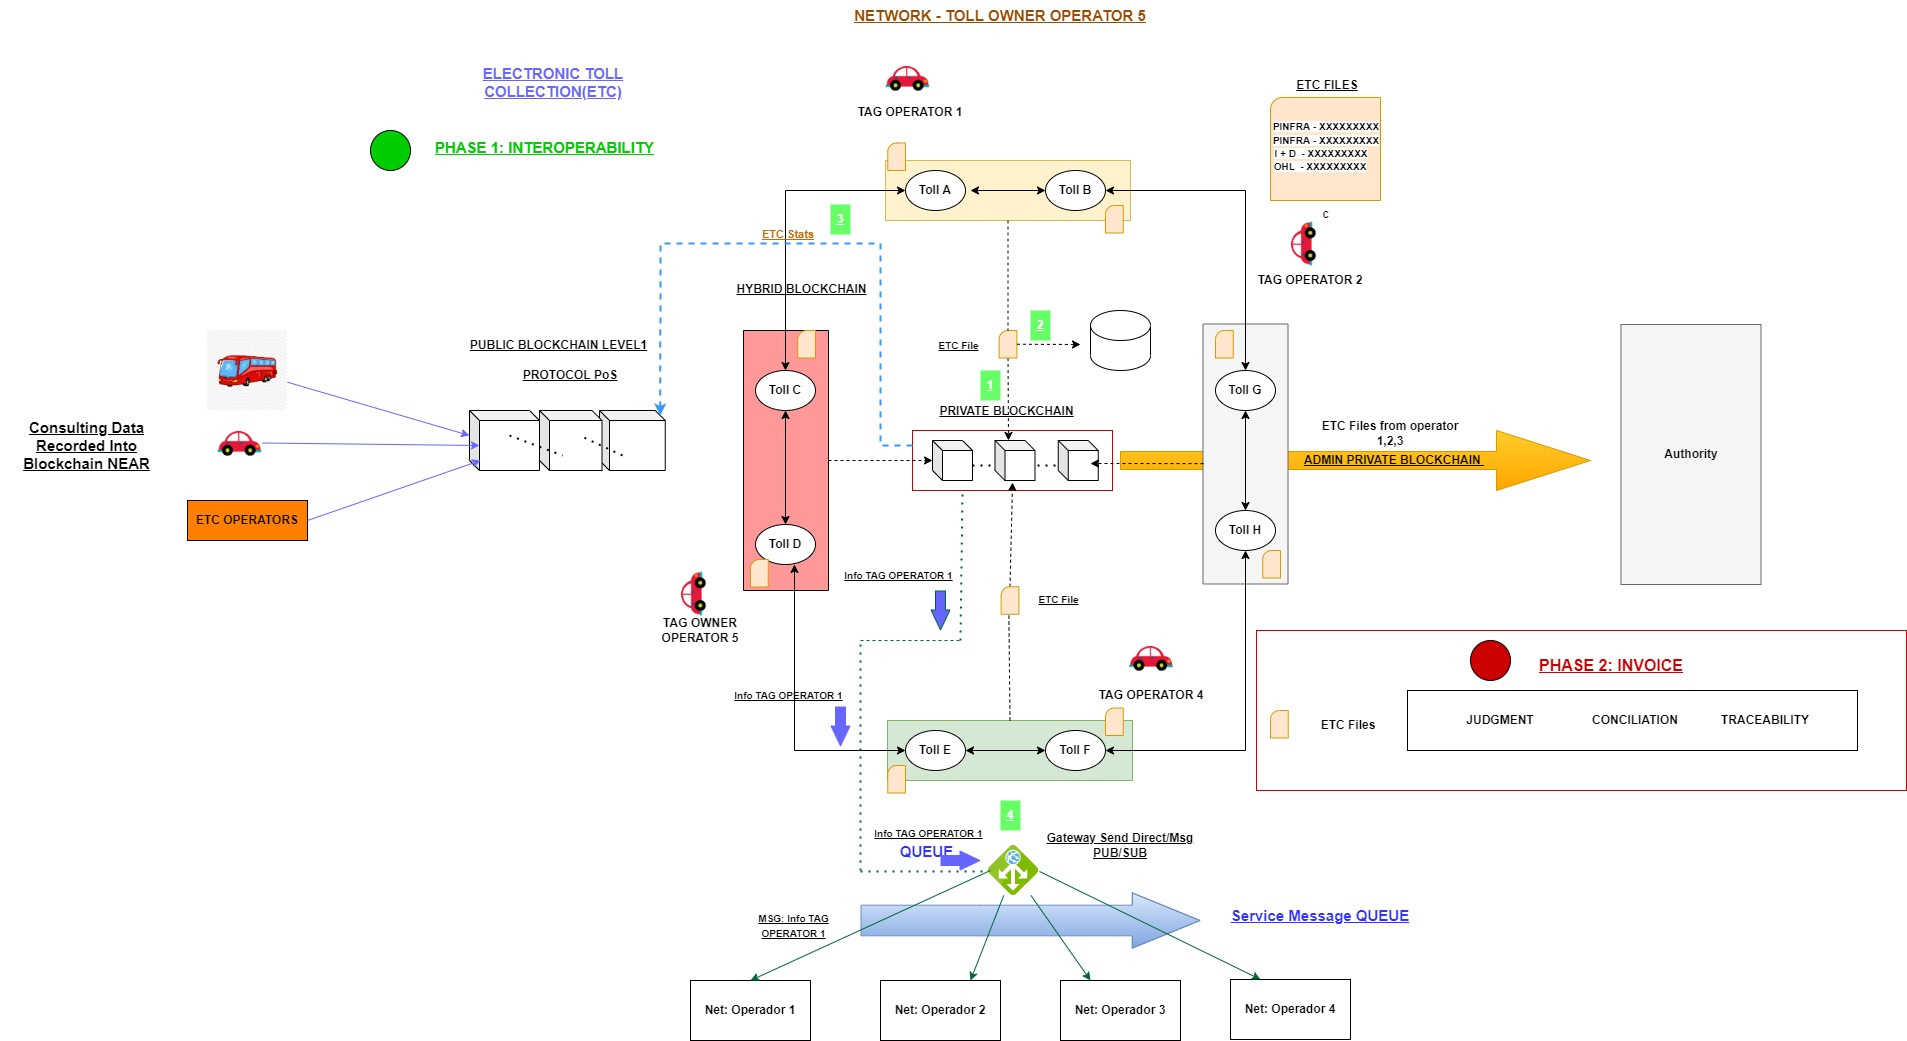 NETWORK - TOLL OWNER OPERATOR 5
ELECTRONIC TOLL
COLLECTION(ETC)
PHASE 1: INTEROPERABILITY
TAG OPERATOR 1
ETC FILES
PINFRA - XXXXXXXXX
PINFRA - XXXXXXXXX
I + D - XXXXXXXXX
OHL - XXXXXXXXX
C
TAG OPERATOR 2
Toll A
Toll B
3
ETC Stats
HYBRID BLOCKCHAIN
2
ETC File
1
PRIVATE BLOCKCHAIN
PUBLIC BLOCKCHAIN LEVEL1
PROTOCOL PoS
Consulting Data
Recorded Into
Blockchain NEAR
ETC OPERATORS
Toll C
Toll D
Toll G
Toll H
ETC Files from operator
1,2,3
ADMIN PRIVATE BLOCKCHAIN
Authority
Info TAG OPERATOR 1
ETC File
TAG OWNER
OPERATOR 5
Info TAG OPERATOR 1
TAG OPERATOR 4
Toll E
Toll F
PHASE 2: INVOICE
ETC Files
JUDGMENT
CONCILIATION
TRACEABILITY
4
Info TAG OPERATOR 1
QUEUE
Gateway Send Direct/Msg
PUB/SUB
MSG: Info TAG
OPERATOR 1
Service Message QUEUE
Net: Operador 1
Net: Operador 2
Net: Operador 3
Net: Operador 4